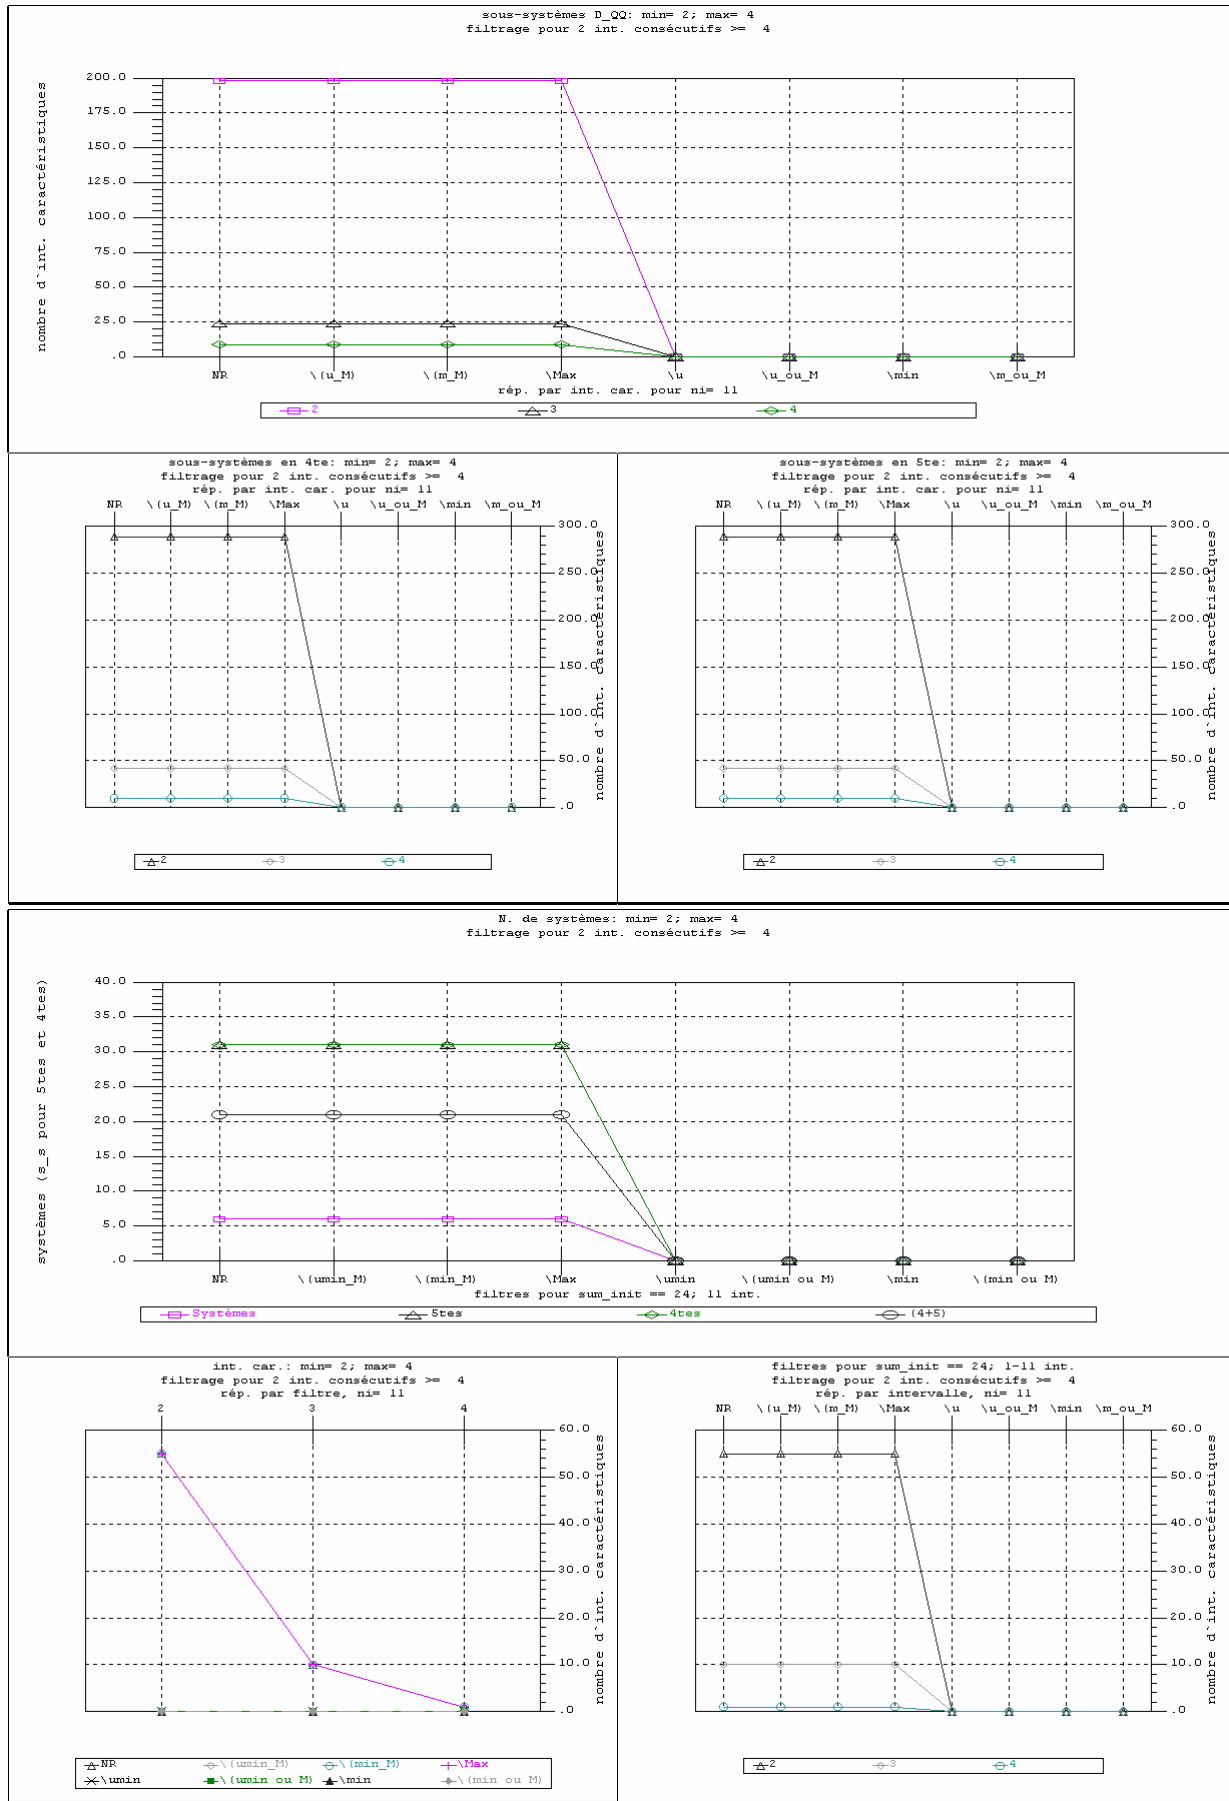 sous-systèmes D_QQ: min= 2; max= 4
filtrage pour 2 int. consécutifs >= 4
nombre d`int. caractéristiques
200.0
175.0
150.0
125.0
100.0
75.0
50.0
25.0
.0
NR \(u_M) \(m_M) \Max \u \u_ou_M \min \m_ou_M
rép. par int. car. pour ni= 11
2 3 4
sous-systèmes en 4te: min= 2; max= 4
filtrage pour 2 int. consécutifs >= 4
rép. par int. car. pour ni= 11
NR \(u_M) \(m_M) \Max \u \u_ou_M \min \m_ou_M
300.0
250.0
200.0
150.0
100.0
50.0
.0
nombre d`int. caractéristiques
2 3 4
sous-systèmes en 5te: min= 2; max= 4
filtrage pour 2 int. consécutifs >= 4
rép. par int. car. pour ni= 11
NR \(u_M) \(m_M) \Max \u \u_ou_M \min \m_ou_M
300.0
250.0
200.0
150.0
100.0
50.0
.0
nombre d`int. caractéristiques
2 3 4
N. de systèmes: min= 2; max= 4
filtrage pour 2 int. consécutifs >= 4
systèmes (s_s pour 5tes et 4tes)
40.0
35.0
30.0
25.0
20.0
15.0
10.0
5.0
.0
NR \(umin_M) \(min_M) \Max \umin \(umin ou M) \min \(min ou M)
filtres pour sum_init == 24; 11 int.
Systèmes 5tes 4tes (4+5)
int. car.: min= 2; max= 4
filtrage pour 2 int. consécutifs >= 4
rép. par filtre, ni= 11
2 3 4
60.0
50.0
40.0
30.0
20.0
10.0
.0
nombre d`int. caractéristiques
NR \(umin_M) \(min_M) \Max
\umin \(umin ou M) \min \(min ou M)
filtres pour sum_init == 24; 1-11 int.
filtrage pour 2 int. consécutifs >= 4
rép. par intervalle, ni= 11
NR \(u_M) \(m_M) \Max \u \u_ou_M \min \m_ou_M
60.0
50.0
40.0
30.0
20.0
10.0
.0
nombre d`int. caractéristiques
2 3 4